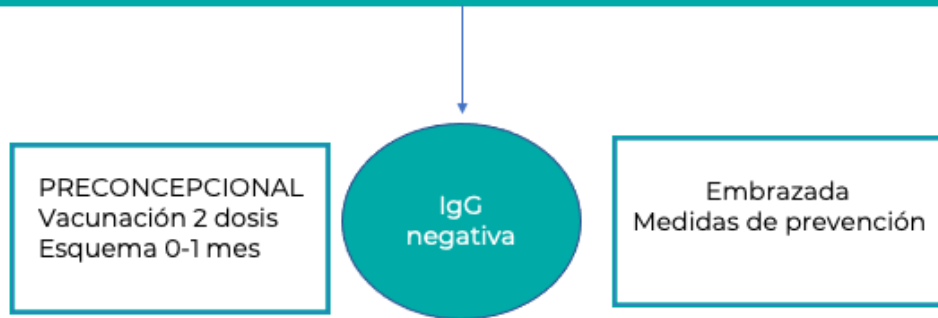 PRECONCEPCIONAL
Vacunación 2 dosis
Esquema 0-1 mes
IgG
negativa
Embrazada
Medidas de prevención